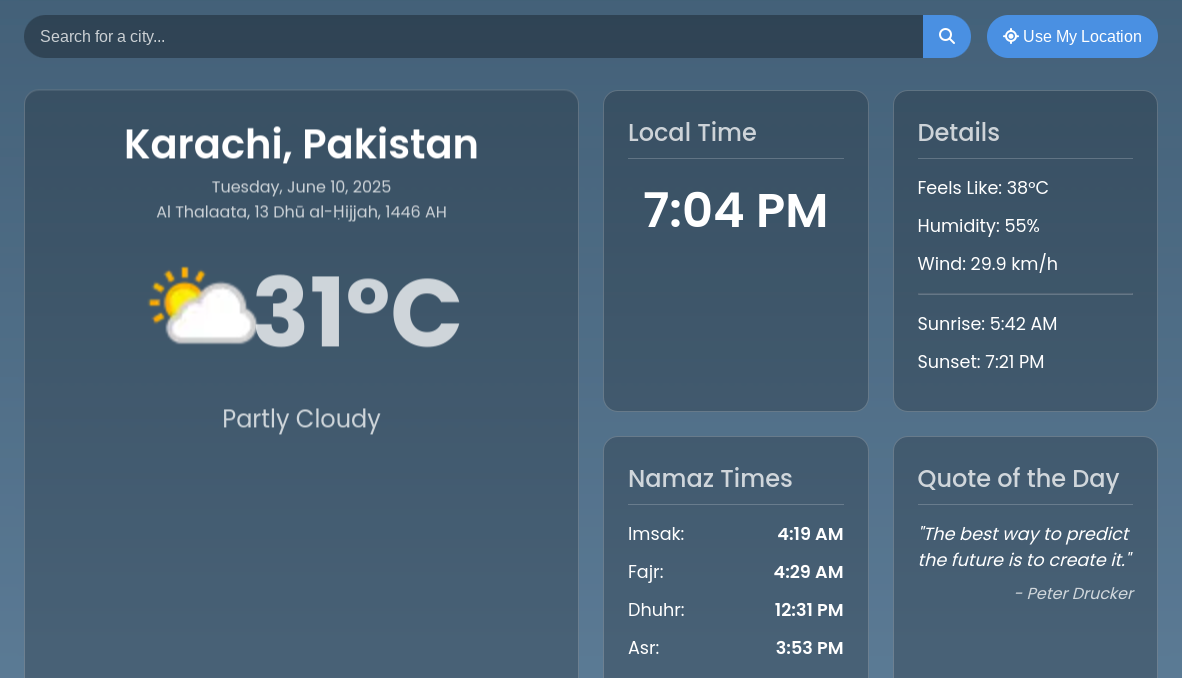 Search for a city...
Use My Location
Karachi, Pakistan
Tuesday, June 10, 2025
Al Thalaata, 13 Dhū al-Ḥijjah, 1446 AH
31°C
Partly Cloudy
Local Time
7:04 PM
Details
Feels Like: 38°C
Humidity: 55%
Wind: 29.9 km/h
Sunrise: 5:42 AM
Sunset: 7:21 PM
Namaz Times
Imsak: 4:19 AM
Fajr: 4:29 AM
Dhuhr: 12:31 PM
Asr: 3:53 PM
Quote of the Day
"The best way to predict
the future is to create it."
- Peter Drucker